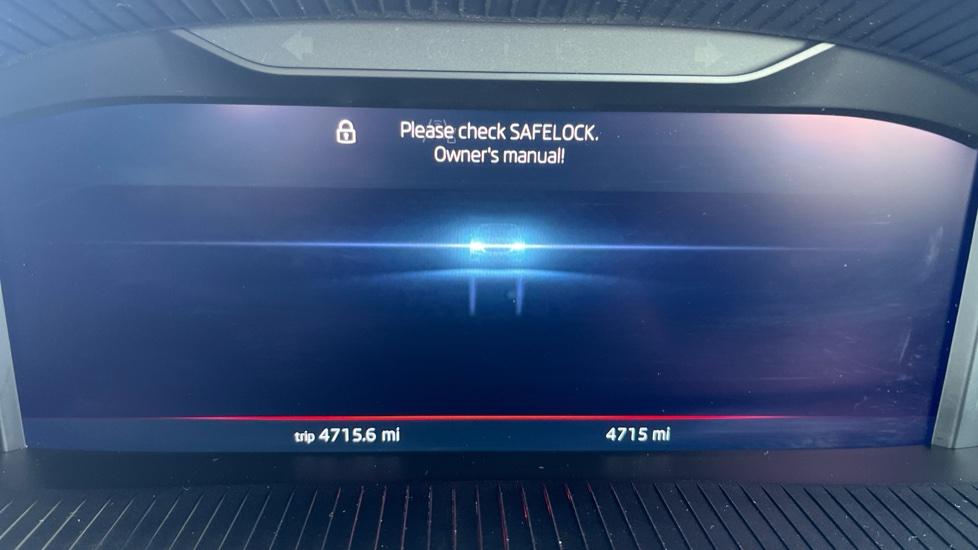 Please check SAFELOCK.
Owner's manual!
trip 4715.6 mi
4715 mi